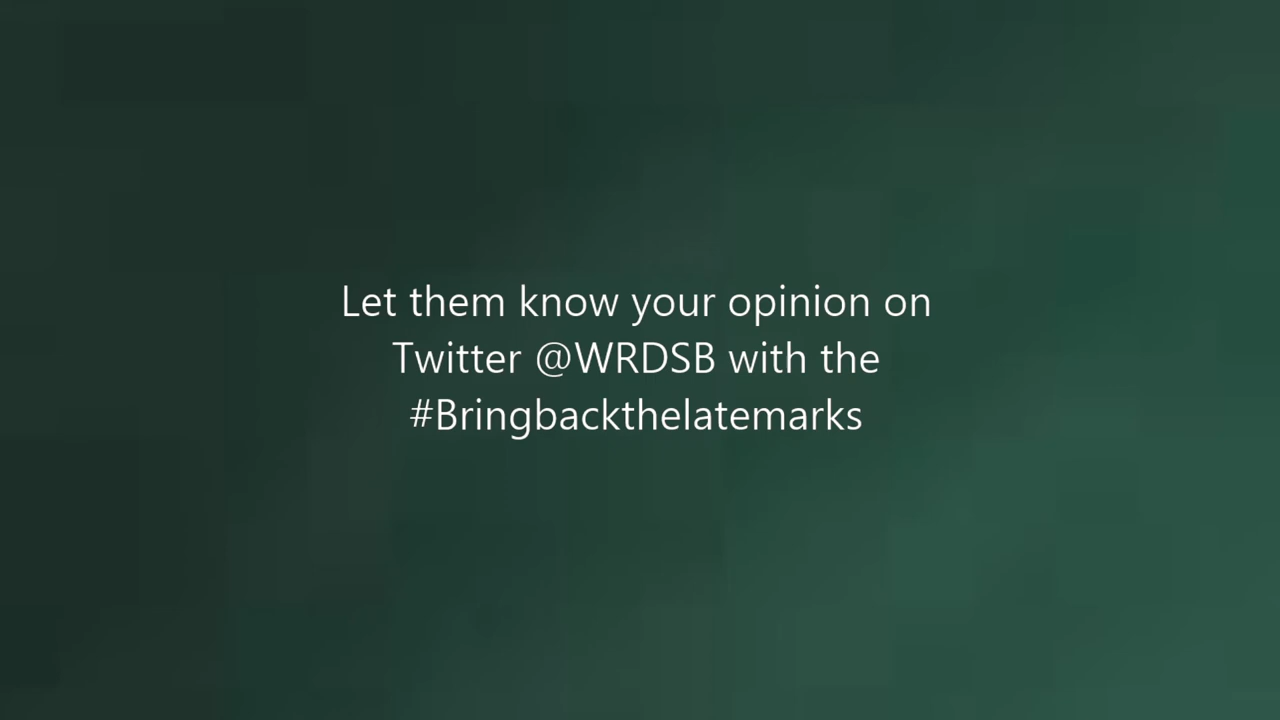 Let them know your opinion on
Twitter @WRDSB with the
#Bringbackthelatemarks